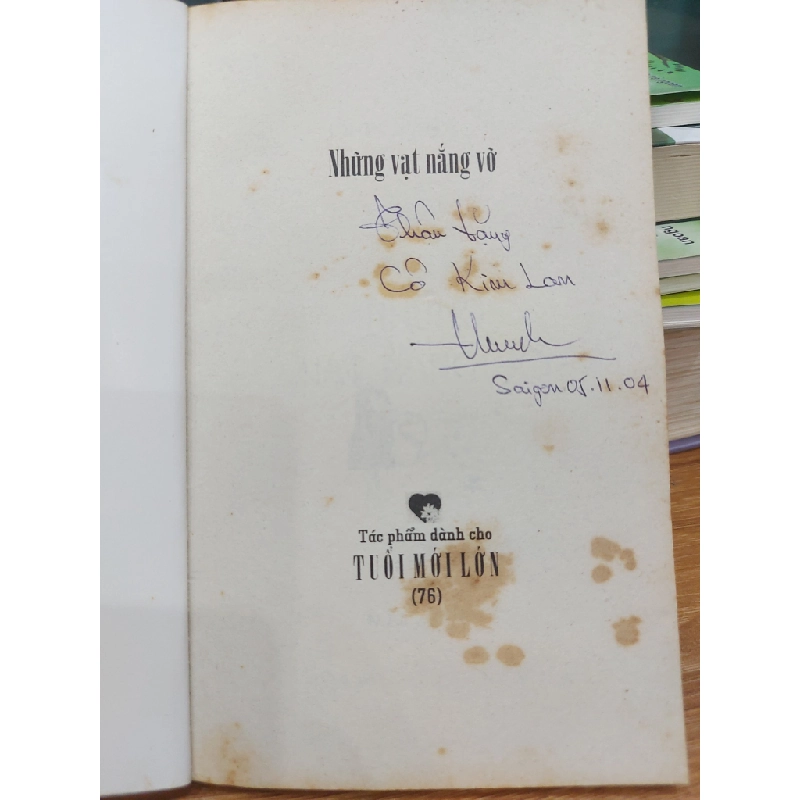 Những vạt nắng vờ
Thân tặng
Cô Kim Lan
Saigon 05.11.04
Tác phẩm dành cho
TUỔI MỚI LỚN
(76)